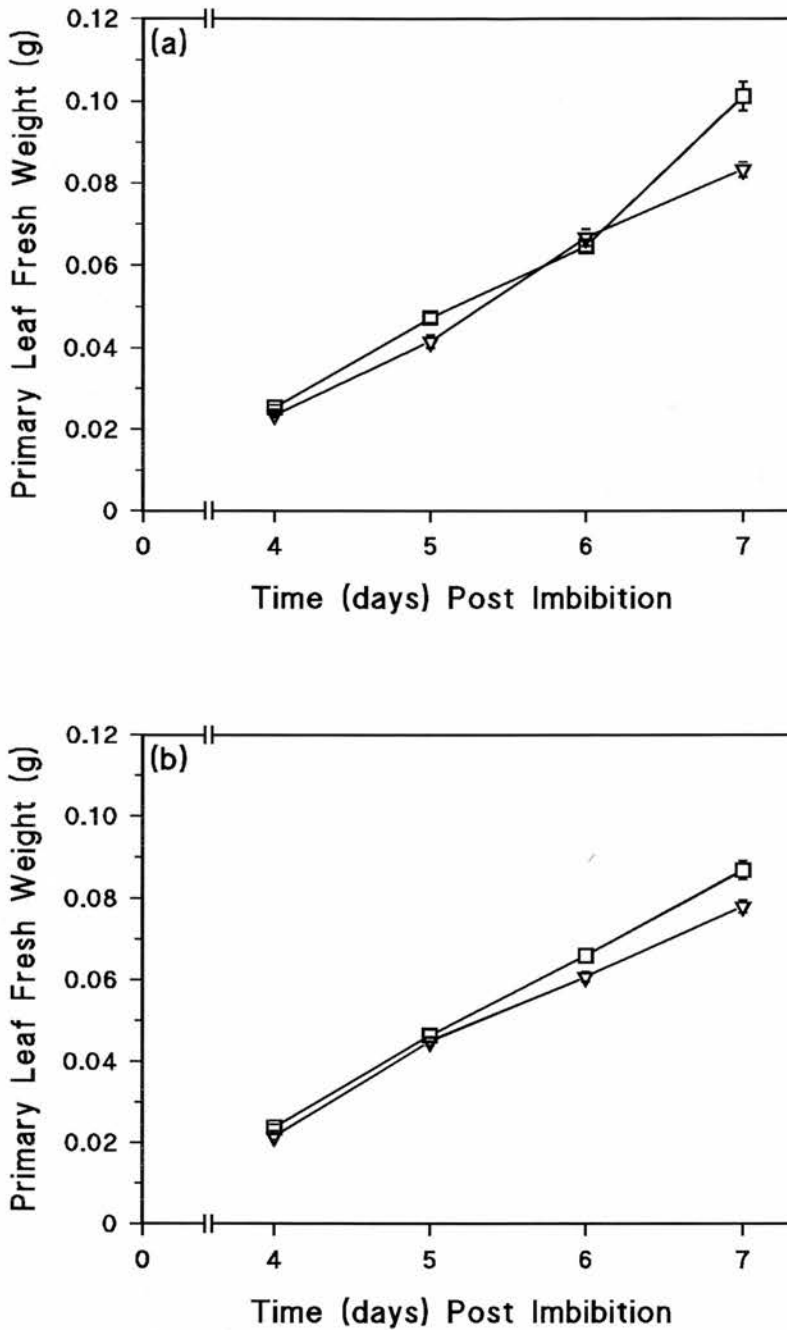 (a)
Primary Leaf Fresh Weight (g)
0.12
0.10
0.08
0.06
0.04
0.02
0
0 4 5 6 7
Time (days) Post Imbibition
(b)
Primary Leaf Fresh Weight (g)
0.12
0.10
0.08
0.06
0.04
0.02
0
0 4 5 6 7
Time (days) Post Imbibition